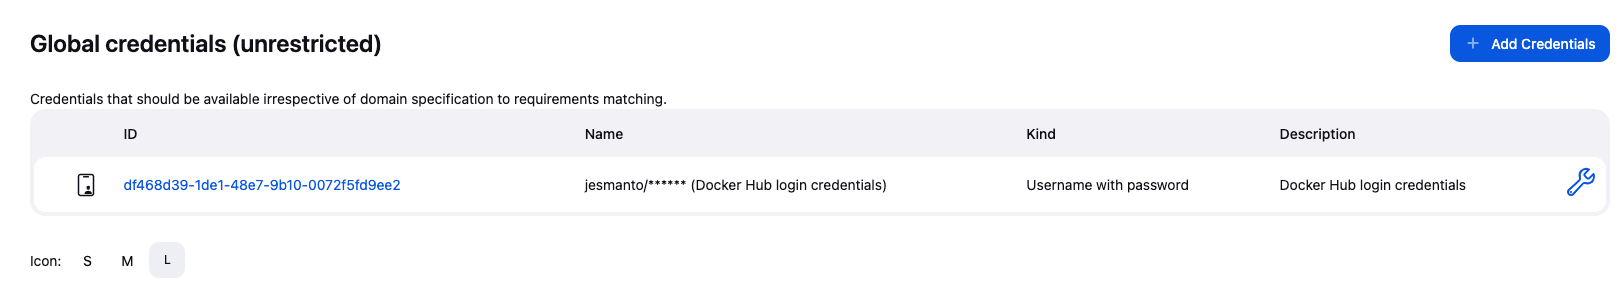 Global credentials (unrestricted)
+ Add Credentials
Credentials that should be available irrespective of domain specification to requirements matching.
ID Name Kind Description
df468d39-1de1-48e7-9b10-0072f5fd9ee2 jesmanto/****** (Docker Hub login credentials) Username with password Docker Hub login credentials
Icon: S M L